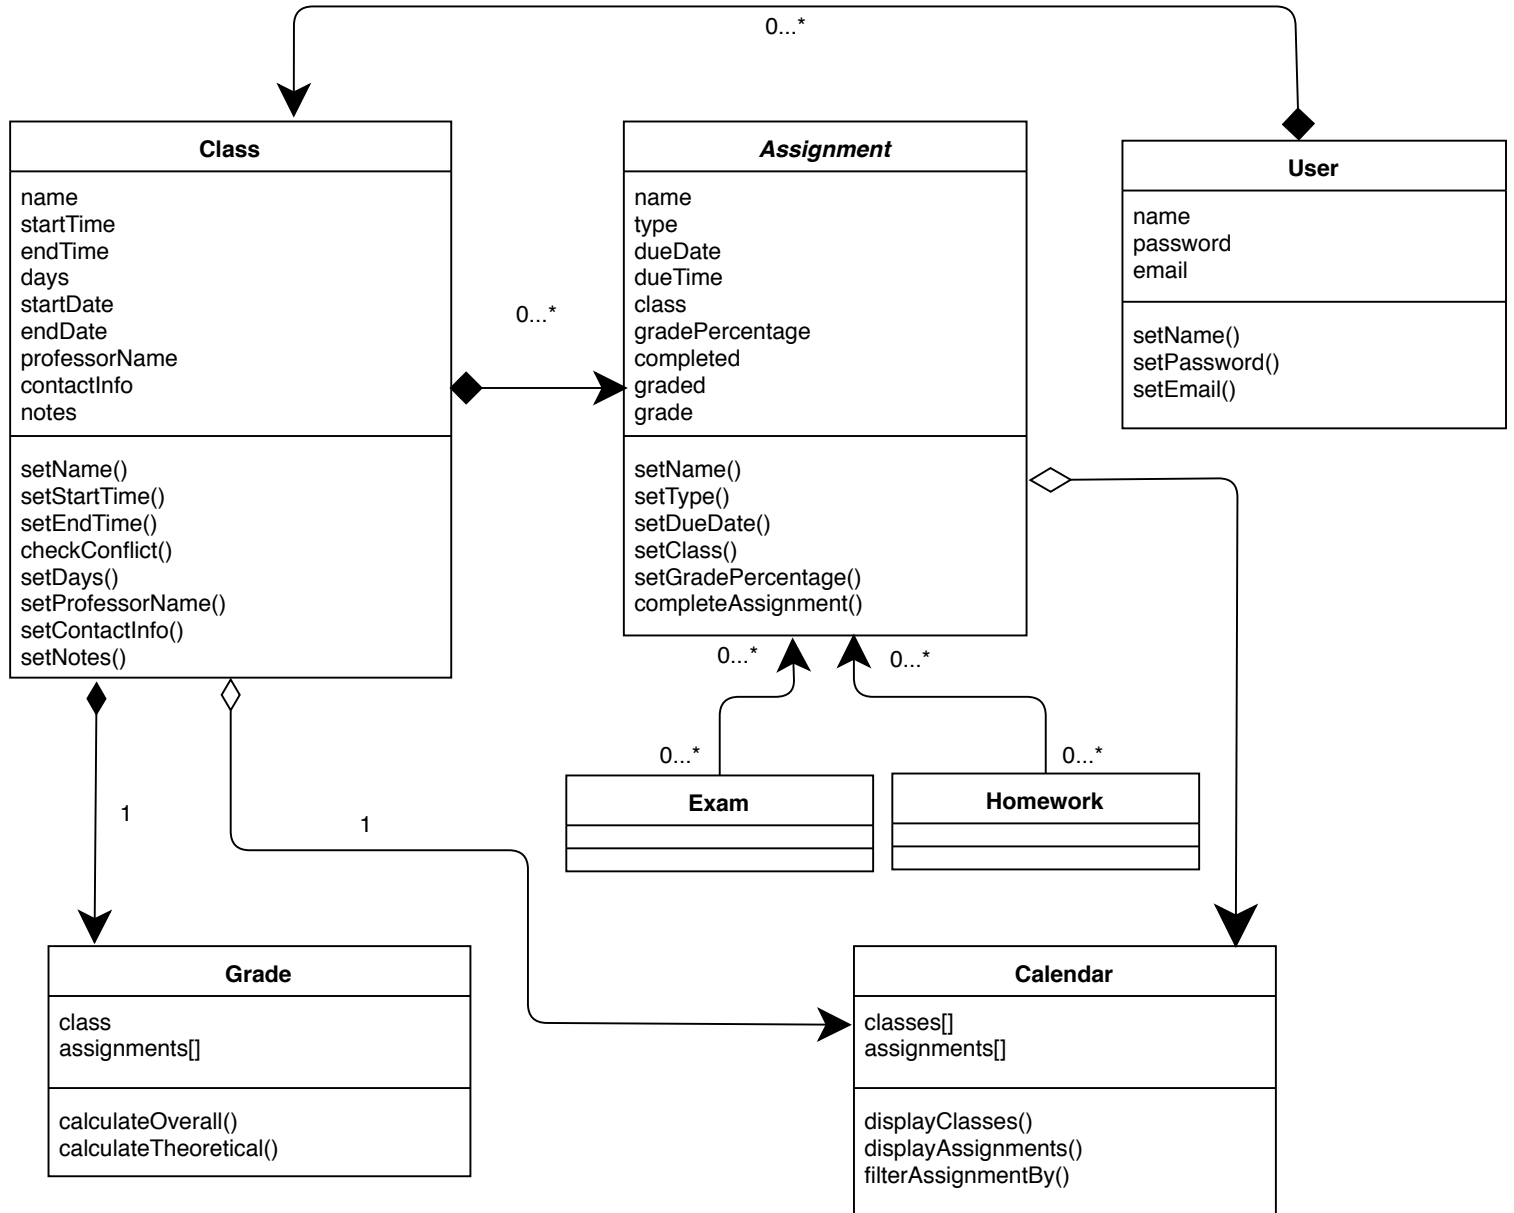 0...*
Class
name
startTime
endTime
days
startDate
endDate
professorName
contactInfo
notes
setName()
setStartTime()
setEndTime()
checkConflict()
setDays()
setProfessorName()
setContactInfo()
setNotes()
0...*
Assignment
name
type
dueDate
dueTime
class
gradePercentage
completed
graded
grade
setName()
setType()
setDueDate()
setClass()
setGradePercentage()
completeAssignment()
User
name
password
email
setName()
setPassword()
setEmail()
0...*
0...*
0...*
0...*
Exam
Homework
1
1
Grade
class
assignments[]
calculateOverall()
calculateTheoretical()
Calendar
classes[]
assignments[]
displayClasses()
displayAssignments()
filterAssignmentBy()